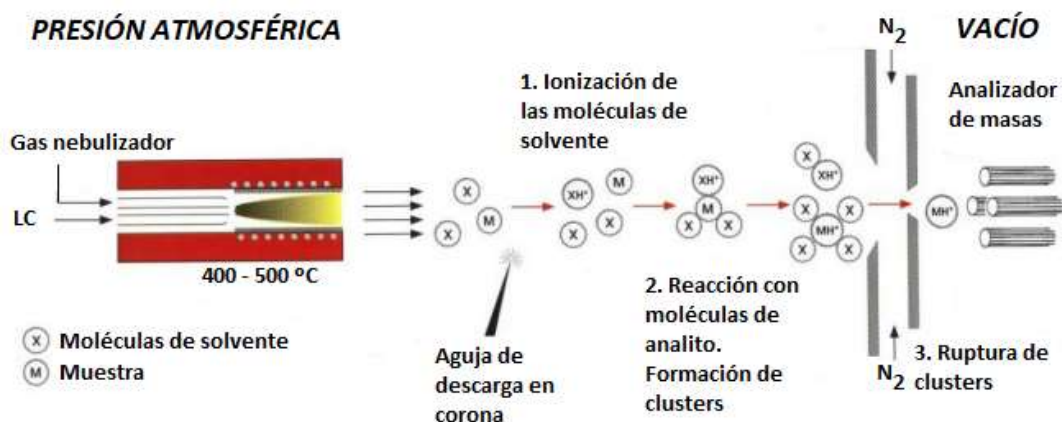 PRESIÓN ATMOSFÉRICA
N2
VACÍO
1. Ionización de
las moléculas de
solvente
Analizador
de masas
Gas nebulizador
LC
400 - 500 ºC
X
M
X
XH+
M
X
X
XH+
M
X
X
X
XH+
X
X
MH+
X
X
MH+
X Moléculas de solvente
M Muestra
Aguja de
descarga en
corona
2. Reacción con
moléculas de
analito.
Formación de
clusters
N2
3. Ruptura de
clusters